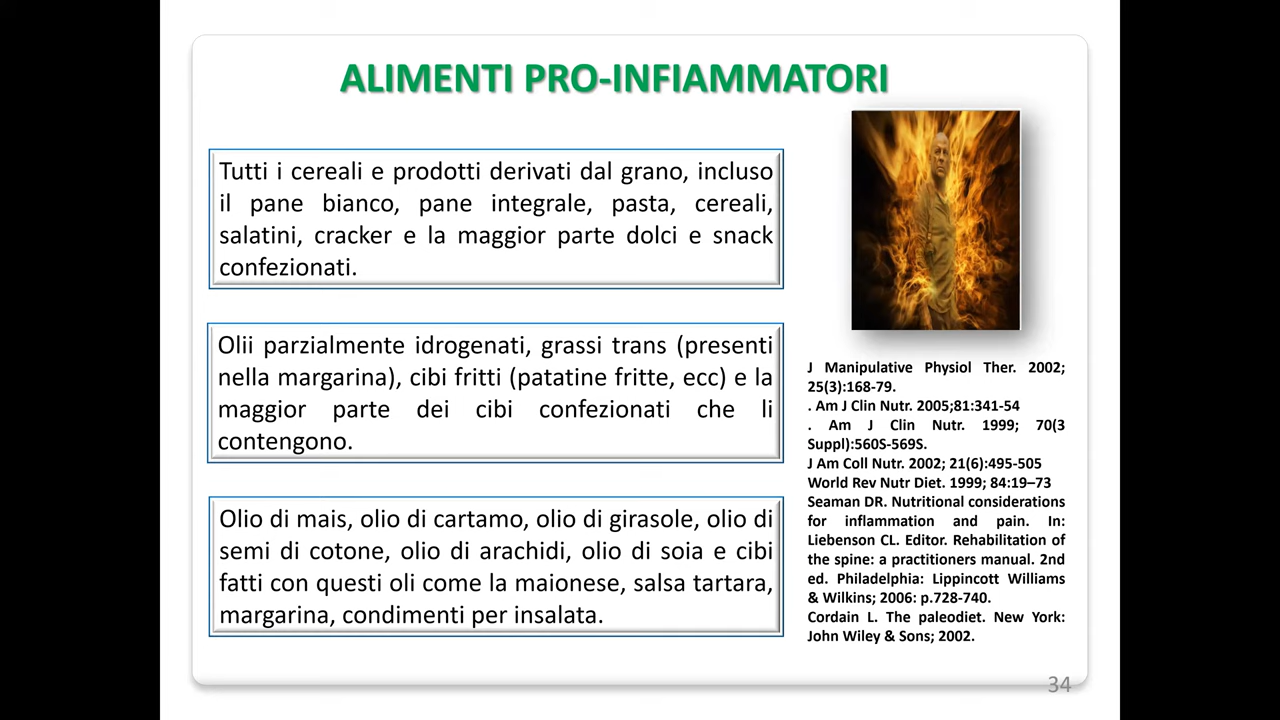 ALIMENTI PRO-INFIAMMATORI
Tutti i cereali e prodotti derivati dal grano, incluso
il pane bianco, pane integrale, pasta, cereali,
salatini, cracker e la maggior parte dolci e snack
confezionati.
Olii parzialmente idrogenati, grassi trans (presenti
nella margarina), cibi fritti (patatine fritte, ecc) e la
maggior parte dei cibi confezionati che li
contengono.
Olio di mais, olio di cartamo, olio di girasole, olio di
semi di cotone, olio di arachidi, olio di soia e cibi
fatti con questi oli come la maionese, salsa tartara,
margarina, condimenti per insalata.
J Manipulative Physiol Ther. 2002;
25(3):168-79.
. Am J Clin Nutr. 2005;81:341-54
. Am J Clin Nutr. 1999; 70(3
Suppl):560S-569S.
J Am Coll Nutr. 2002; 21(6):495-505
World Rev Nutr Diet. 1999; 84:19–73
Seaman DR. Nutritional considerations
for inflammation and pain. In:
Liebenson CL. Editor. Rehabilitation of
the spine: a practitioners manual. 2nd
ed. Philadelphia: Lippincott Williams
& Wilkins; 2006: p.728-740.
Cordain L. The paleodiet. New York:
John Wiley & Sons; 2002.
34